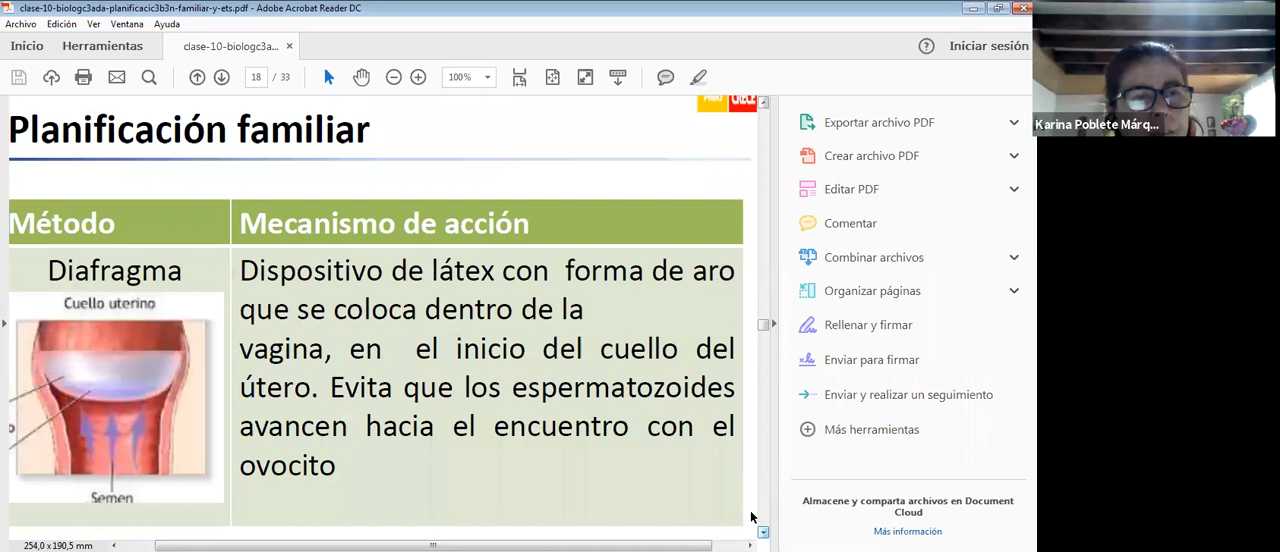 clase-10-biologc3ada-planificacic3b3n-familiar-y-ets.pdf - Adobe Acrobat Reader DC
Archivo Edición Ver Ventana Ayuda
Inicio Herramientas clase-10-biologc3a... × Iniciar sesión
18 / 33 100%
Planificación familiar
Método Mecanismo de acción
Diafragma
Cuello uterino
Semen
Dispositivo de látex con forma de aro
que se coloca dentro de la
vagina, en el inicio del cuello del
útero. Evita que los espermatozoides
avancen hacia el encuentro con el
ovocito
254,0 x 190,5 mm
Exportar archivo PDF
Crear archivo PDF
Editar PDF
Comentar
Combinar archivos
Organizar páginas
Rellenar y firmar
Enviar para firmar
Enviar y realizar un seguimiento
Más herramientas
Almacene y comparta archivos en Document
Cloud
Más información
Karina Poblete Márq...